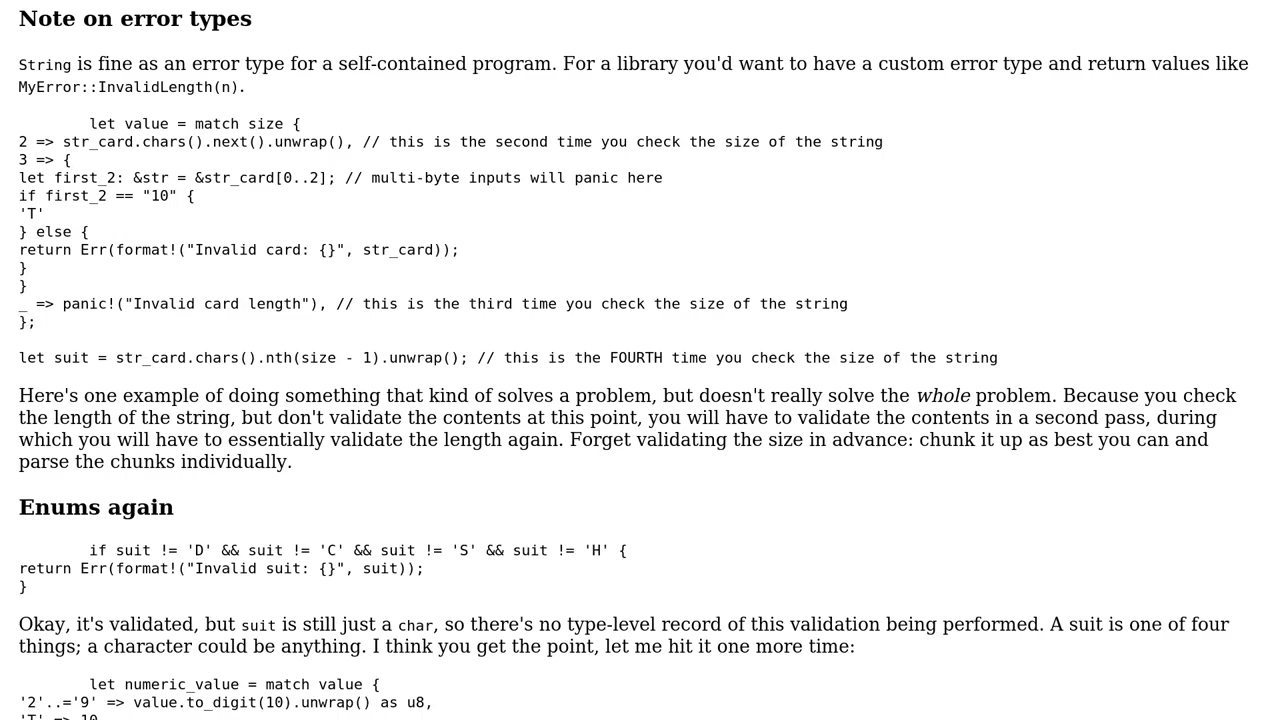 Note on error types
String is fine as an error type for a self-contained program. For a library you'd want to have a custom error type and return values like
MyError::InvalidLength(n).
let value = match size {
2 => str_card.chars().next().unwrap(), // this is the second time you check the size of the string
3 => {
let first_2: &str = &str_card[0..2]; // multi-byte inputs will panic here
if first_2 == "10" {
'T'
} else {
return Err(format!("Invalid card: {}", str_card));
}
}
_ => panic!("Invalid card length"), // this is the third time you check the size of the string
};
let suit = str_card.chars().nth(size - 1).unwrap(); // this is the FOURTH time you check the size of the string
Here's one example of doing something that kind of solves a problem, but doesn't really solve the whole problem. Because you check
the length of the string, but don't validate the contents at this point, you will have to validate the contents in a second pass, during
which you will have to essentially validate the length again. Forget validating the size in advance: chunk it up as best you can and
parse the chunks individually.
Enums again
if suit != 'D' && suit != 'C' && suit != 'S' && suit != 'H' {
return Err(format!("Invalid suit: {}", suit));
}
Okay, it's validated, but suit is still just a char, so there's no type-level record of this validation being performed. A suit is one of four
things; a character could be anything. I think you get the point, let me hit it one more time:
let numeric_value = match value {
'2'..='9' => value.to_digit(10).unwrap() as u8,
'T' => 10